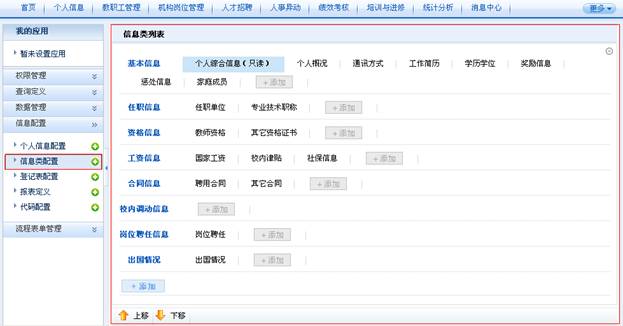 首页 个人信息 教职工管理 机构岗位管理 人才招聘 人事异动 绩效考核 培训与进修 统计分析 消息中心 更多
我的应用
暂未设置应用
权限管理
查询定义
数据管理
信息配置
个人信息配置
信息类配置
登记表配置
报表定义
代码配置
流程表单管理
信息类列表
基本信息 个人综合信息(只读) 个人概况 通讯方式 工作简历 学历学位 奖励信息
惩处信息 家庭成员 +添加
任职信息 任职单位 专业技术职称 +添加
资格信息 教师资格 其它资格证书 +添加
工资信息 国家工资 校内津贴 社保信息 +添加
合同信息 聘用合同 其它合同 +添加
校内调动信息 +添加
岗位聘任信息 岗位聘任 +添加
出国情况 出国情况 +添加
+添加
上移 下移